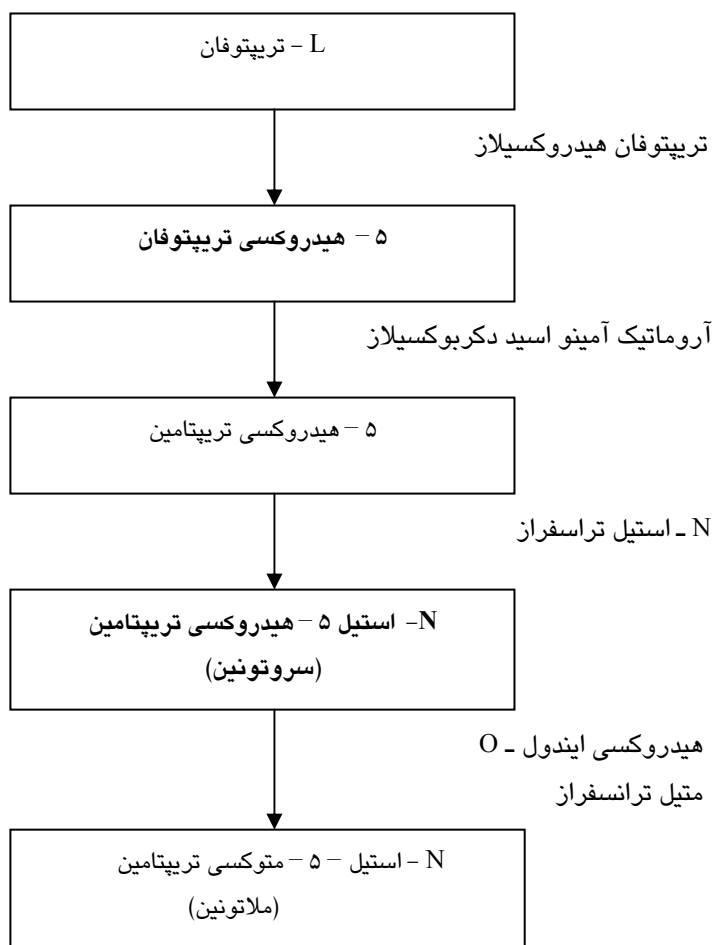 L – تریپتوفان
تریپتوفان هیدروکسیلاز
۵ – هیدروکسی تریپتوفان
آروماتیک آمینو اسید دکربوکسیلاز
۵ – هیدروکسی تریپتامین
N ـ استیل تراسفراز
N- استیل ۵ – هیدروکسی تریپتامین
(سروتونین)
هیدروکسی ایندول ـ O
متیل ترانسفراز
N – استیل – ۵ – متوکسی تریپتامین
(ملاتونین)